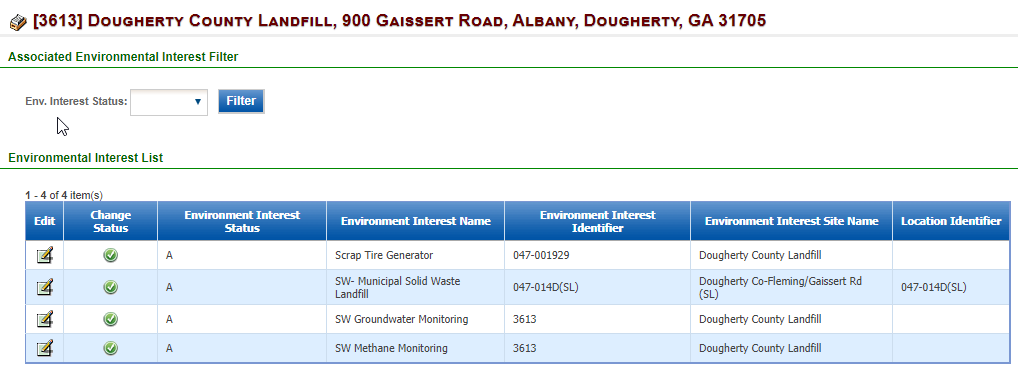 [3613] Dougherty County Landfill, 900 Gaissert Road, Albany, Dougherty, GA 31705
Associated Environmental Interest Filter
Env. Interest Status: Filter
Environmental Interest List
1 - 4 of 4 item(s)
Edit Change Status Environment Interest Status Environment Interest Name Environment Interest Identifier Environment Interest Site Name Location Identifier
A Scrap Tire Generator 047-001929 Dougherty County Landfill
A SW- Municipal Solid Waste Landfill 047-014D(SL) Dougherty Co-Fleming/Gaissert Rd (SL) 047-014D(SL)
A SW Groundwater Monitoring 3613 Dougherty County Landfill
A SW Methane Monitoring 3613 Dougherty County Landfill